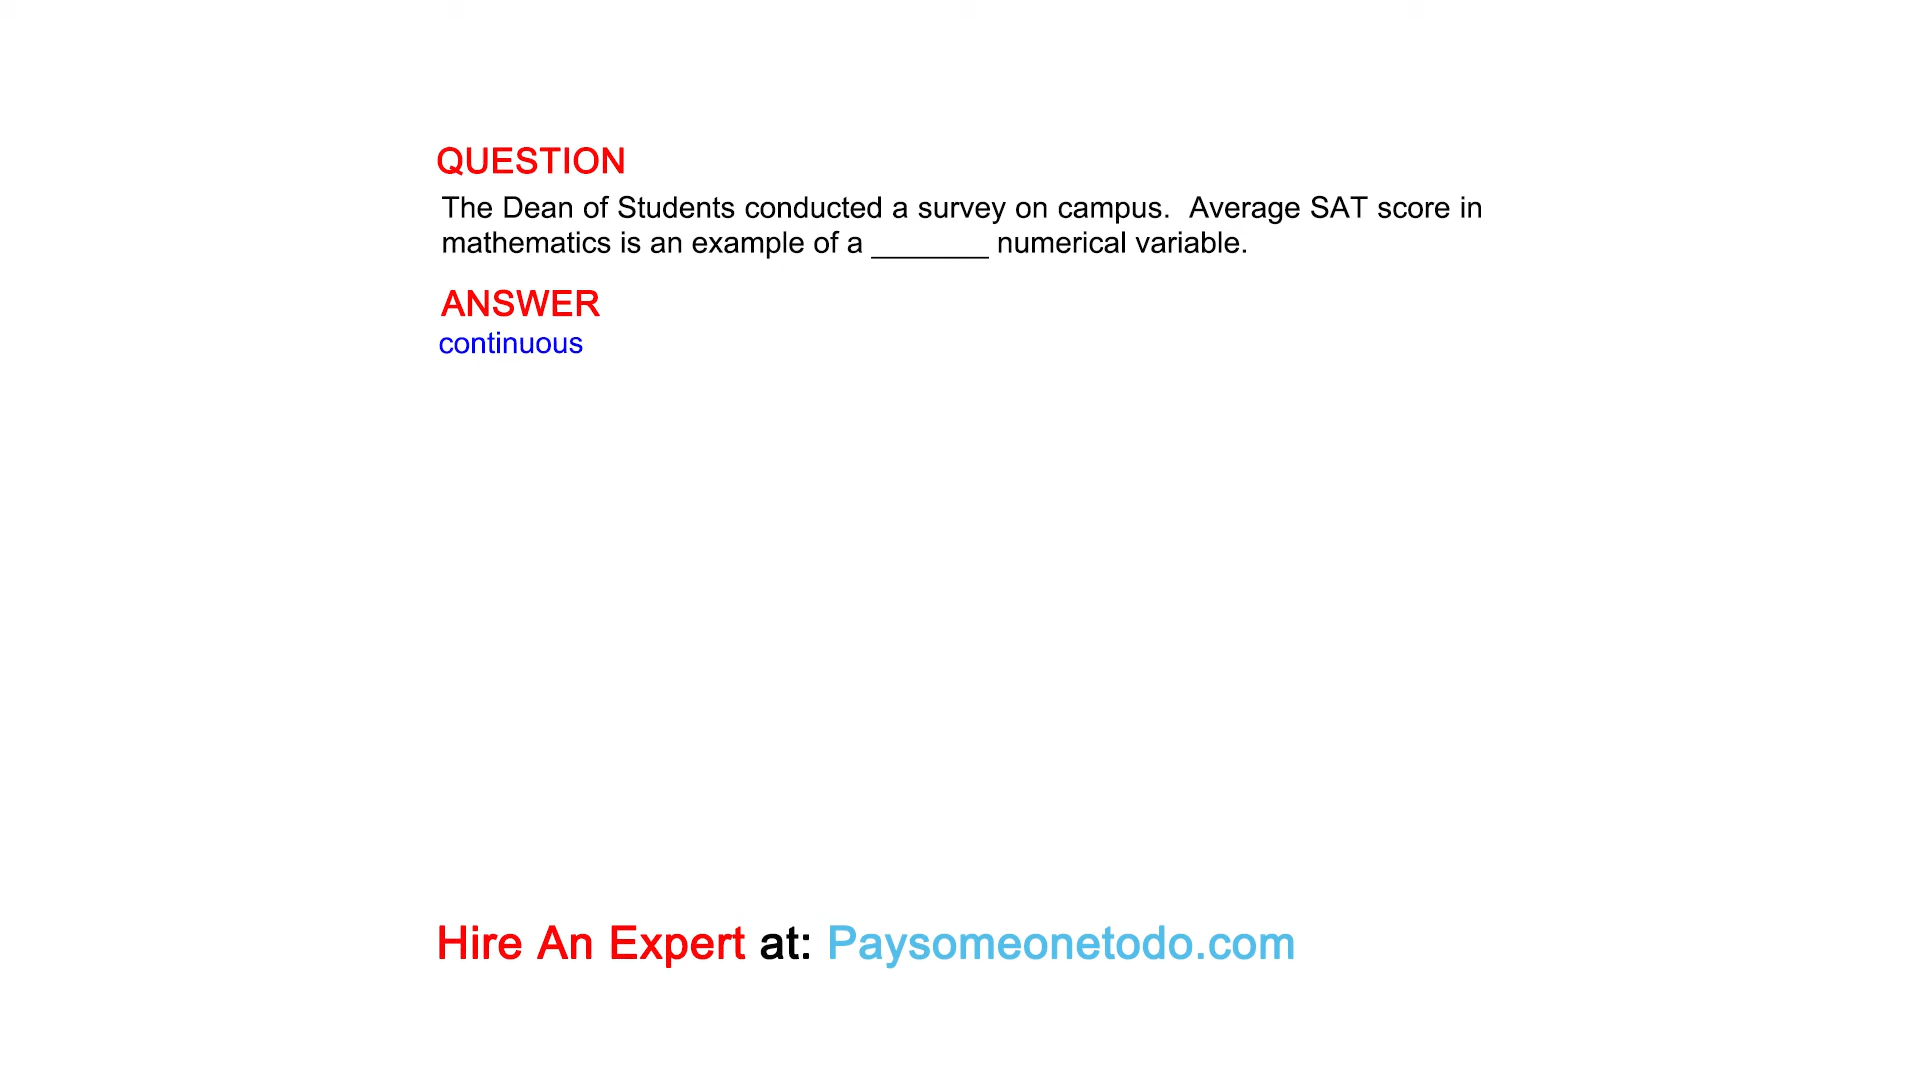 QUESTION
The Dean of Students conducted a survey on campus.  Average SAT score in
mathematics is an example of a _______ numerical variable.
ANSWER
continuous
Hire An Expert at: Paysomeonetodo.com